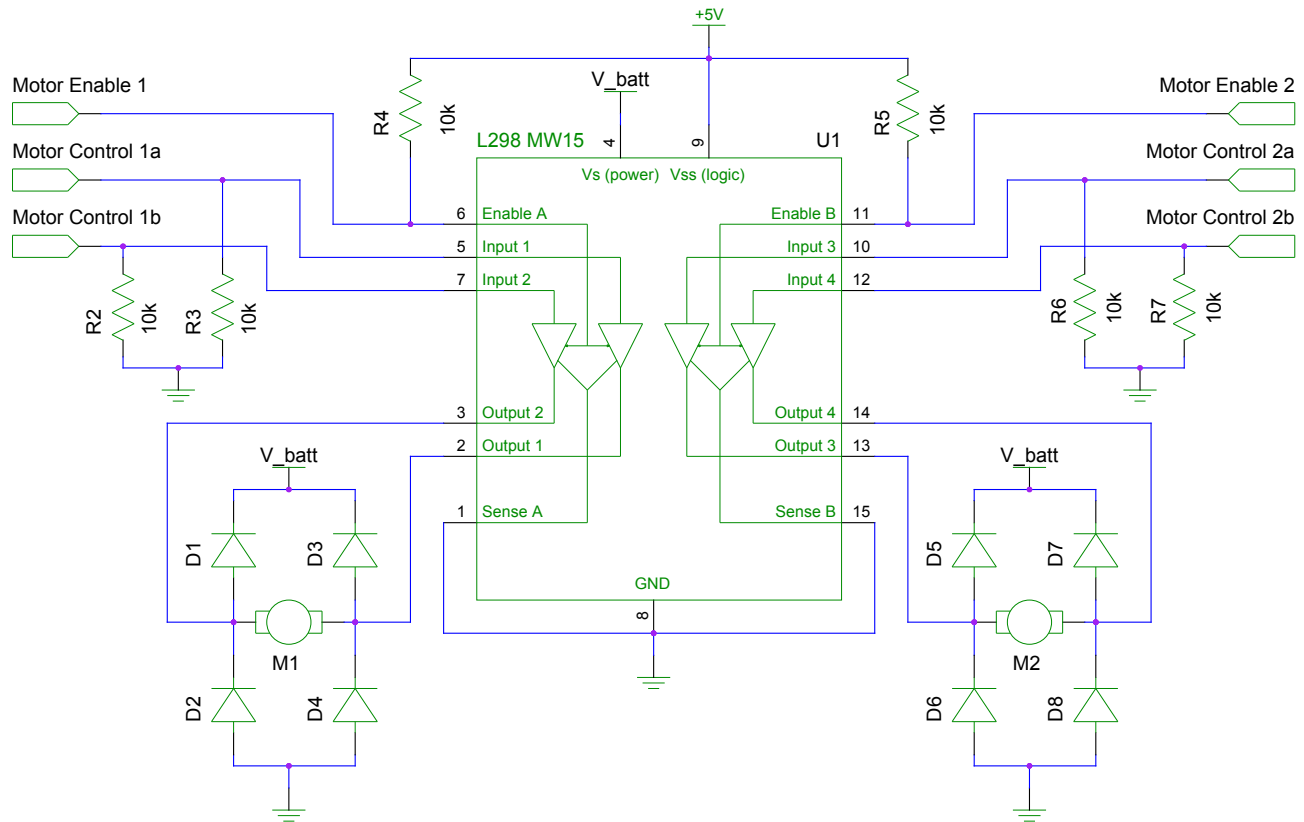 +5V
Motor Enable 1
V_batt
Motor Enable 2
R4
10k
R5
10k
L298 MW15
4
9
U1
Motor Control 1a
Motor Control 2a
Vs (power)
Vss (logic)
Motor Control 1b
Motor Control 2b
6
Enable A
Enable B
11
5
Input 1
Input 3
10
7
Input 2
Input 4
12
R2
10k
R3
10k
R6
10k
R7
10k
3
Output 2
Output 4
14
2
Output 1
Output 3
13
V_batt
V_batt
1
Sense A
Sense B
15
D1
D3
D5
D7
GND
8
M1
M2
D2
D4
D6
D8